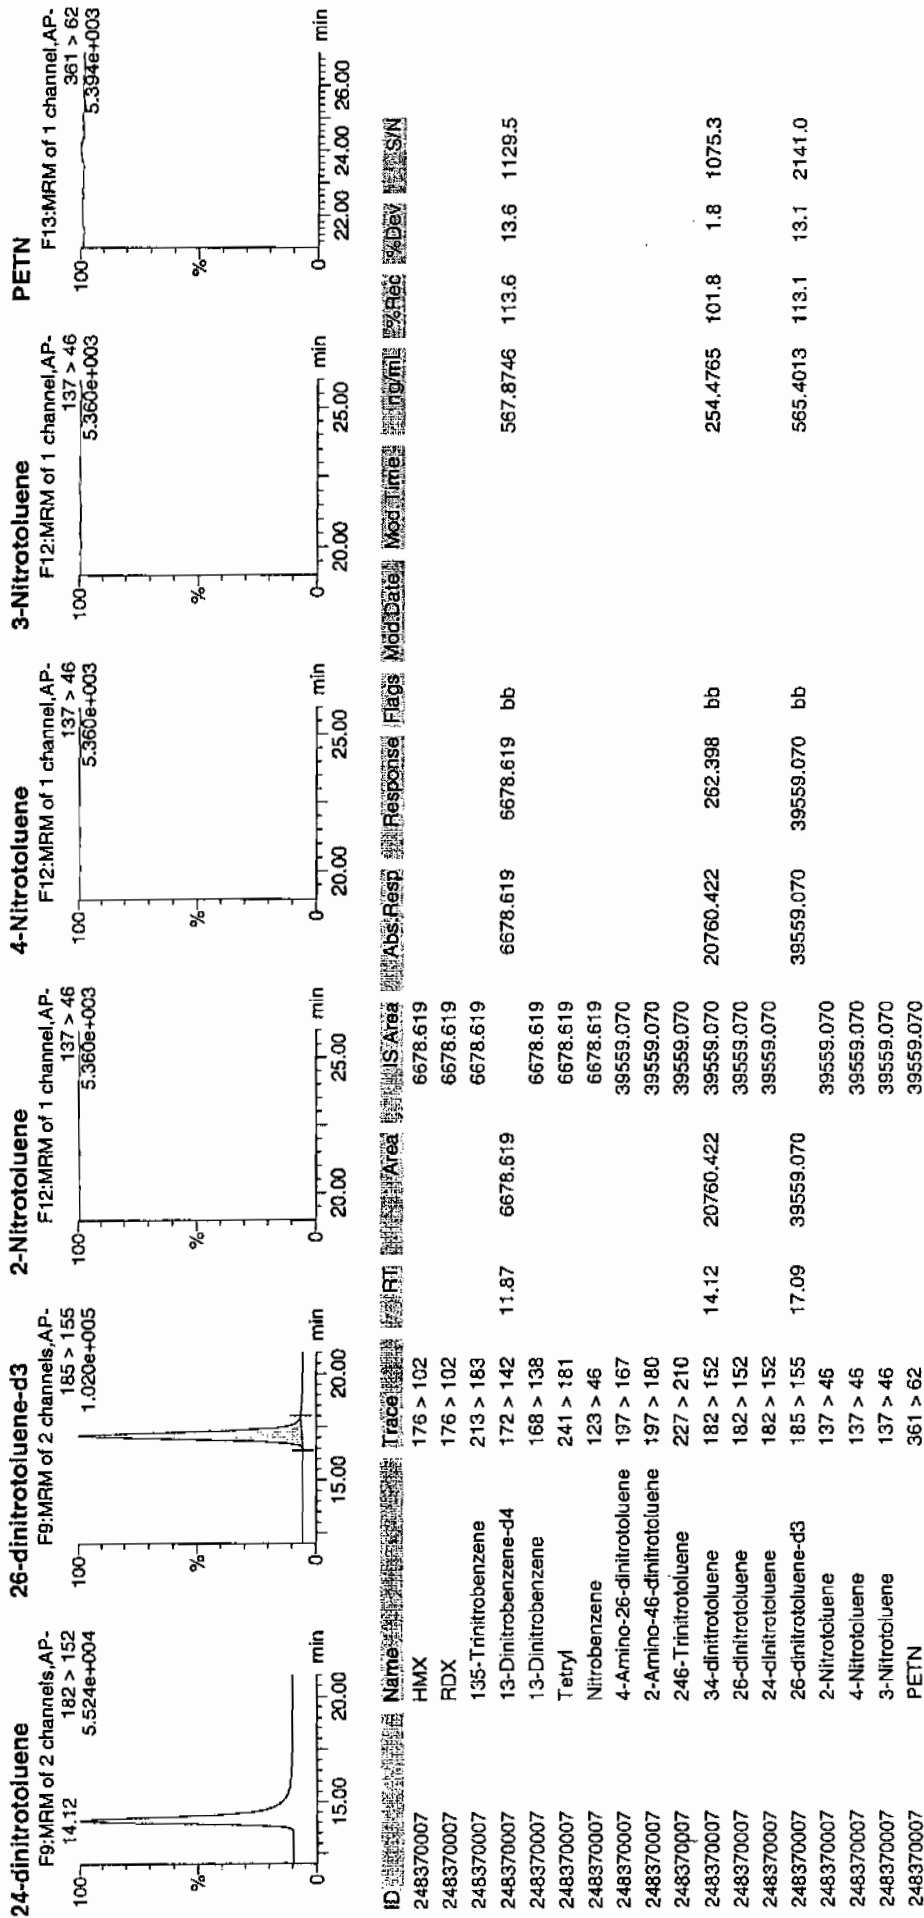 24-dinitrotoluene
F9:MRM of 2 channels,AP-
14.12 182 > 152
5.524e+004
100
%
0
15.00 20.00 min
26-dinitrotoluene-d3
F9:MRM of 2 channels,AP-
185 > 155
1.020e+005
100
%
0
15.00 20.00 min
2-Nitrotoluene
F12:MRM of 1 channel,AP-
137 > 46
5.360e+003
100
%
0
20.00 25.00 min
4-Nitrotoluene
F12:MRM of 1 channel,AP-
137 > 46
5.360e+003
100
%
0
20.00 25.00 min
3-Nitrotoluene
F12:MRM of 1 channel,AP-
137 > 46
5.360e+003
100
%
0
20.00 25.00 min
PETN
F13:MRM of 1 channel,AP-
361 > 62
5.394e+003
100
%
0
22.00 24.00 26.00 min
ID Name Trace RT Area IS Area Abs.Resp Response Flags Mod.Date Mod.Time ng/mL %Rec %Dev S/N
248370007 HMX 176 > 102 6678.619
248370007 RDX 176 > 102 6678.619
248370007 135-Trinitrobenzene 213 > 183 6678.619
248370007 13-Dinitrobenzene-d4 172 > 142 11.87 6678.619 6678.619 6678.619 bb 567.8746 113.6 13.6 1129.5
248370007 13-Dinitrobenzene 168 > 138 6678.619
248370007 Tetryl 241 > 181 6678.619
248370007 Nitrobenzene 123 > 46 6678.619
248370007 4-Amino-26-dinitrotoluene 197 > 167 39559.070
248370007 2-Amino-46-dinitrotoluene 197 > 180 39559.070
248370007 246-Trinitrotoluene 227 > 210 39559.070
248370007 34-dinitrotoluene 182 > 152 14.12 20760.422 39559.070 20760.422 262.398 bb 254.4765 101.8 1.8 1075.3
248370007 26-dinitrotoluene 182 > 152 39559.070
248370007 24-dinitrotoluene 182 > 152 39559.070
248370007 26-dinitrotoluene-d3 185 > 155 17.09 39559.070 39559.070 39559.070 bb 565.4013 113.1 13.1 2141.0
248370007 2-Nitrotoluene 137 > 46 39559.070
248370007 4-Nitrotoluene 137 > 46 39559.070
248370007 3-Nitrotoluene 137 > 46 39559.070
248370007 PETN 361 > 62 39559.070